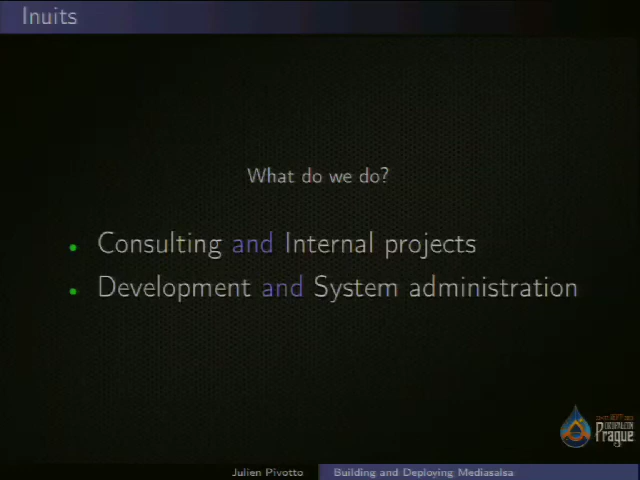 Inuits
What do we do?
• Consulting and Internal projects
• Development and System administration
Prague
Julien Pivotto Building and Deploying Mediasalsa